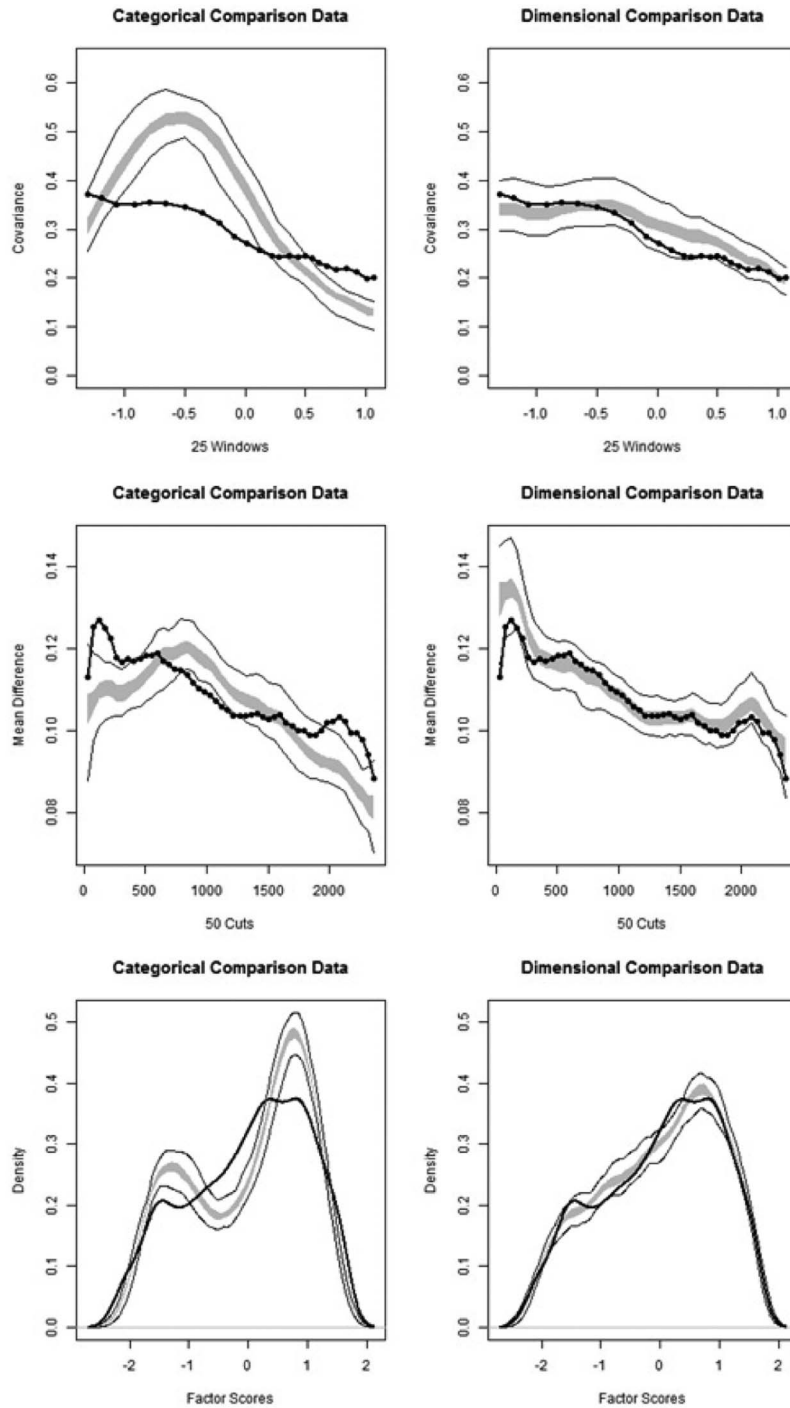 Categorical Comparison Data
Dimensional Comparison Data
Covariance
0.6
0.5
0.4
0.3
0.2
0.1
0.0
-1.0 -0.5 0.0 0.5 1.0
25 Windows
Covariance
0.6
0.5
0.4
0.3
0.2
0.1
0.0
-1.0 -0.5 0.0 0.5 1.0
25 Windows
Categorical Comparison Data
Dimensional Comparison Data
Mean Difference
0.14
0.12
0.10
0.08
0 500 1000 1500 2000
50 Cuts
Mean Difference
0.14
0.12
0.10
0.08
0 500 1000 1500 2000
50 Cuts
Categorical Comparison Data
Dimensional Comparison Data
Density
0.5
0.4
0.3
0.2
0.1
0.0
-2 -1 0 1 2
Factor Scores
Density
0.5
0.4
0.3
0.2
0.1
0.0
-2 -1 0 1 2
Factor Scores